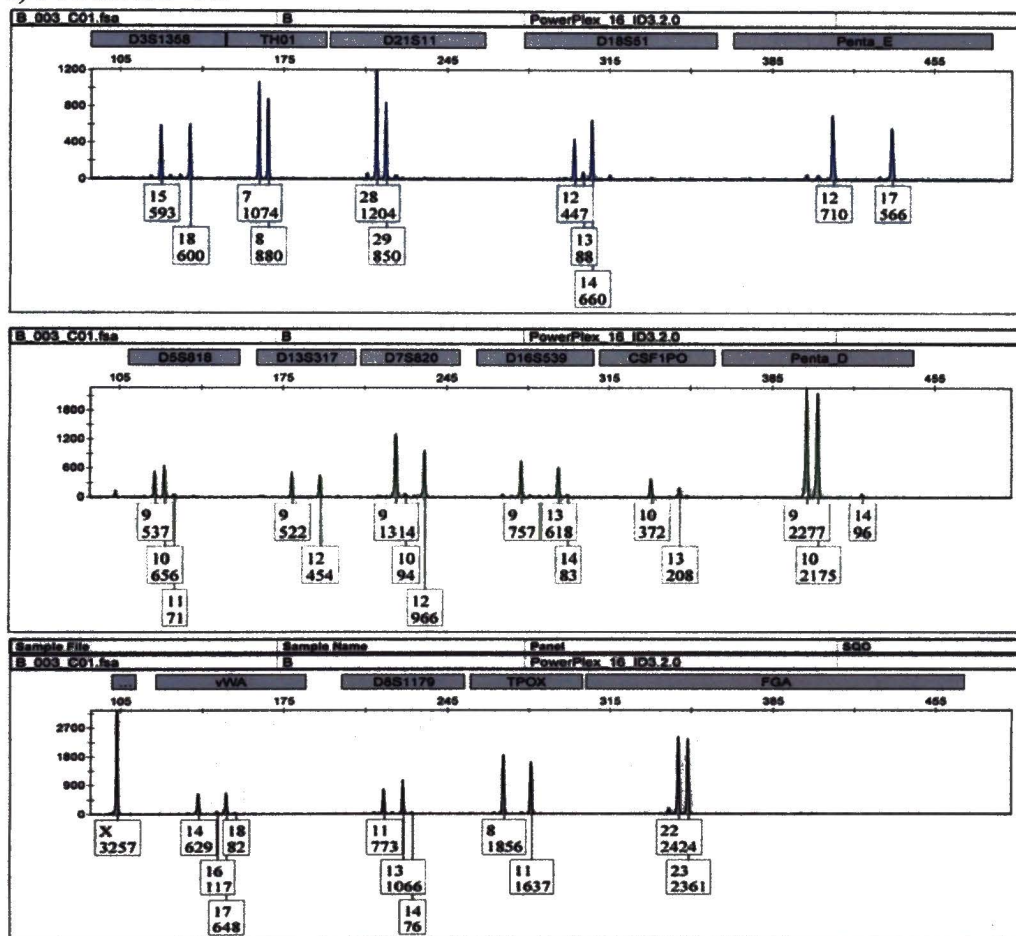 B_003_C01.fsa B PowerPlex_16_ID3.2.0
D3S1358 TH01 D21S11 D18S51 Penta_E
105 175 245 315 385 455
1200
800
400
0
15 7 28 12 12 17
593 1074 1204 447 710 566
18 8 29 13
600 880 850 88
14
660
B_003_C01.fsa B PowerPlex_16_ID3.2.0
D5S818 D13S317 D7S820 D16S539 CSF1PO Penta_D
105 175 245 315 385 455
1800
1200
600
0
9 9 9 9 13 10 9 14
537 522 1314 757 618 372 2277 96
10 12 10 14 13 10
656 454 94 83 208 2175
11 12
71 966
Sample File Sample Name Panel SQO
B_003_C01.fsa B PowerPlex_16_ID3.2.0
... vWA D8S1179 TPOX FGA
105 175 245 315 385 455
2700
1800
900
0
X 14 18 11 8 22
3257 629 82 773 1856 2424
16 13 11 23
117 1066 1637 2361
17 14
648 76